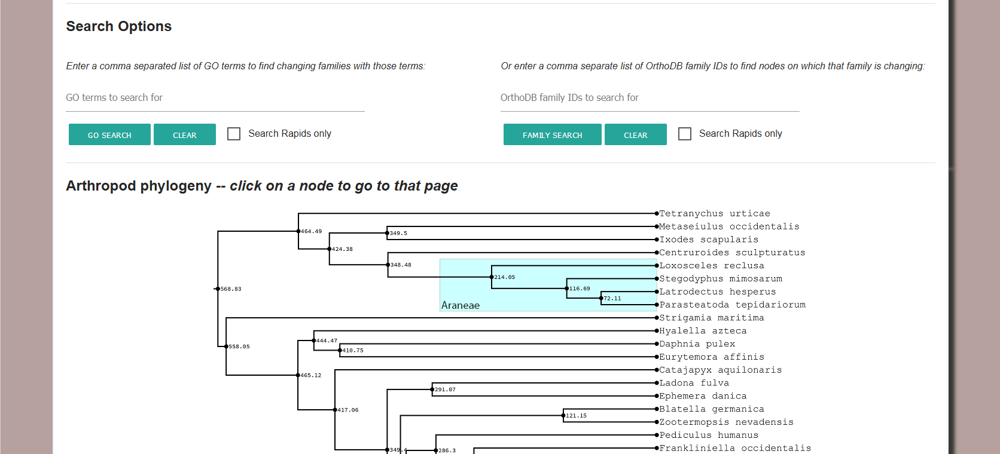 Search Options
Enter a comma separated list of GO terms to find changing families with those terms:
Or enter a comma separate list of OrthoDB family IDs to find nodes on which that family is changing:
GO terms to search for
OrthoDB family IDs to search for
GO SEARCH CLEAR Search Rapids only
FAMILY SEARCH CLEAR Search Rapids only
Arthropod phylogeny -- click on a node to go to that page
Tetranychus urticae
Metaseiulus occidentalis
464.49
349.5
Ixodes scapularis
424.38
Centruroides sculpturatus
348.48
Loxosceles reclusa
214.05
Stegodyphus mimosarum
568.83
116.69
Latrodectus hesperus
72.11
Araneae
Parasteatoda tepidariorum
Strigamia maritima
Hyalella azteca
444.47
Daphnia pulex
558.05
410.75
Eurytemora affinis
Catajapyx aquilonaris
465.12
Ladona fulva
291.07
Ephemera danica
417.06
Blatella germanica
121.15
Zootermopsis nevadensis
Pediculus humanus
349.4
286.3
Frankliniella occidentalis